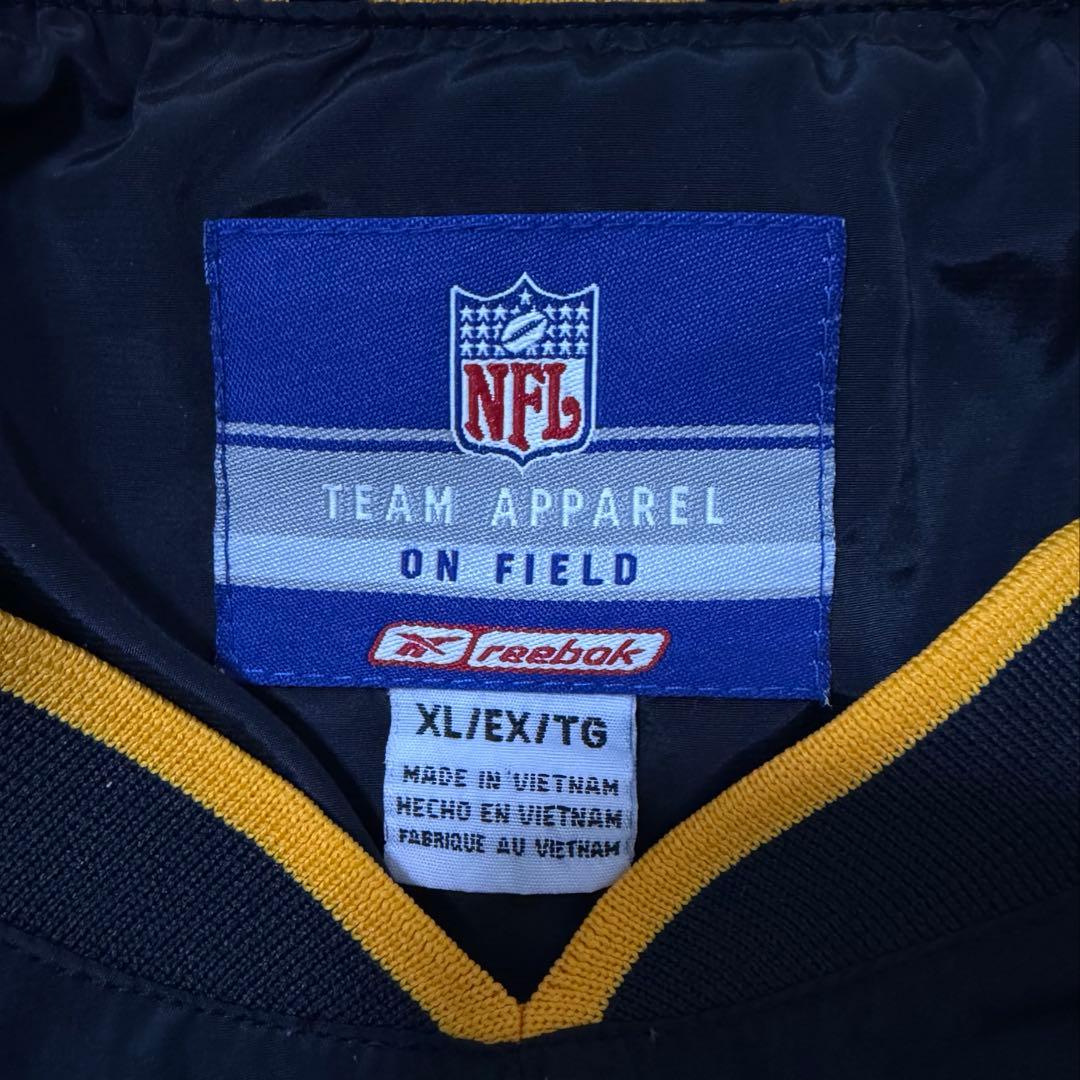 NFL
TEAM APPAREL
ON FIELD
reebok
XL/EX/TG
MADE IN VIETNAM
HECHO EN VIETNAM
FABRIQUE AU VIETNAM